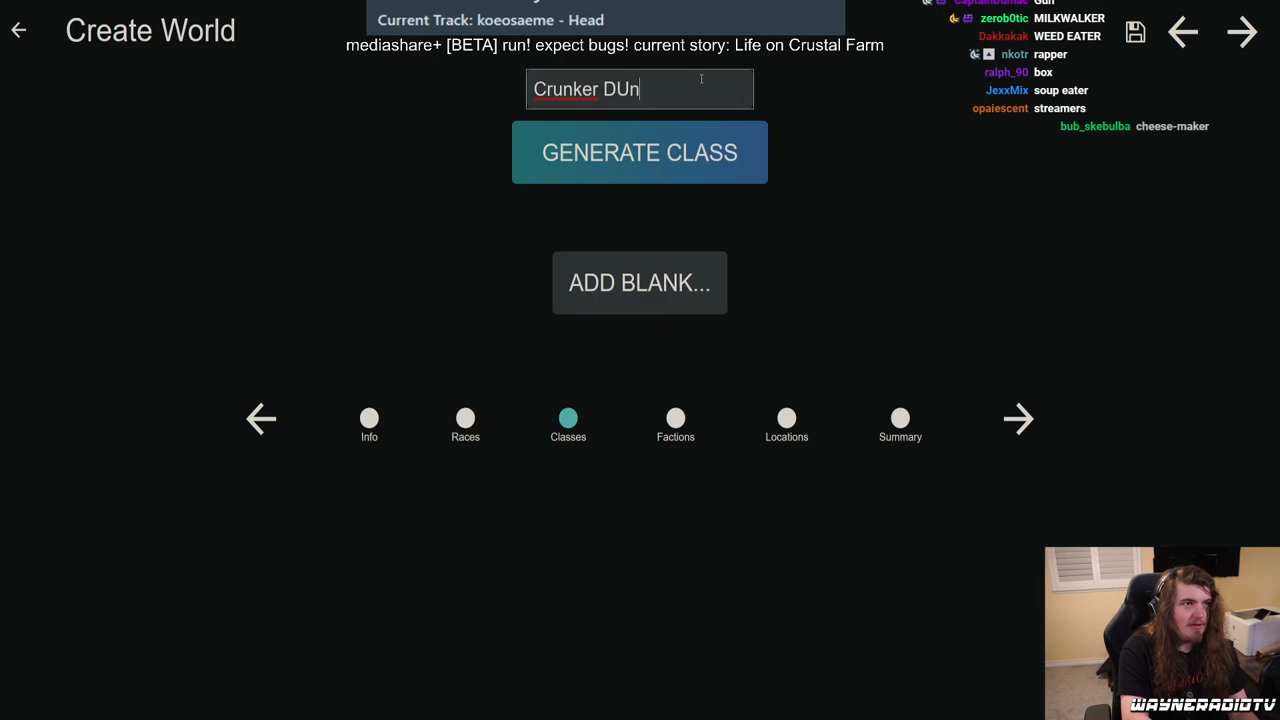 Create World
Current Track: koeosaeme - Head
mediashare+ [BETA] run! expect bugs! current story: Life on Crustal Farm
CaptainDumac Gun
zerob0tic MILKWALKER
Dakkakak WEED EATER
nkotr rapper
ralph_90 box
JexxMix soup eater
opaiescent streamers
bub_skebulba cheese-maker
Crunker DUn
GENERATE CLASS
ADD BLANK...
Info
Races
Classes
Factions
Locations
Summary
WAYNERADIOTV